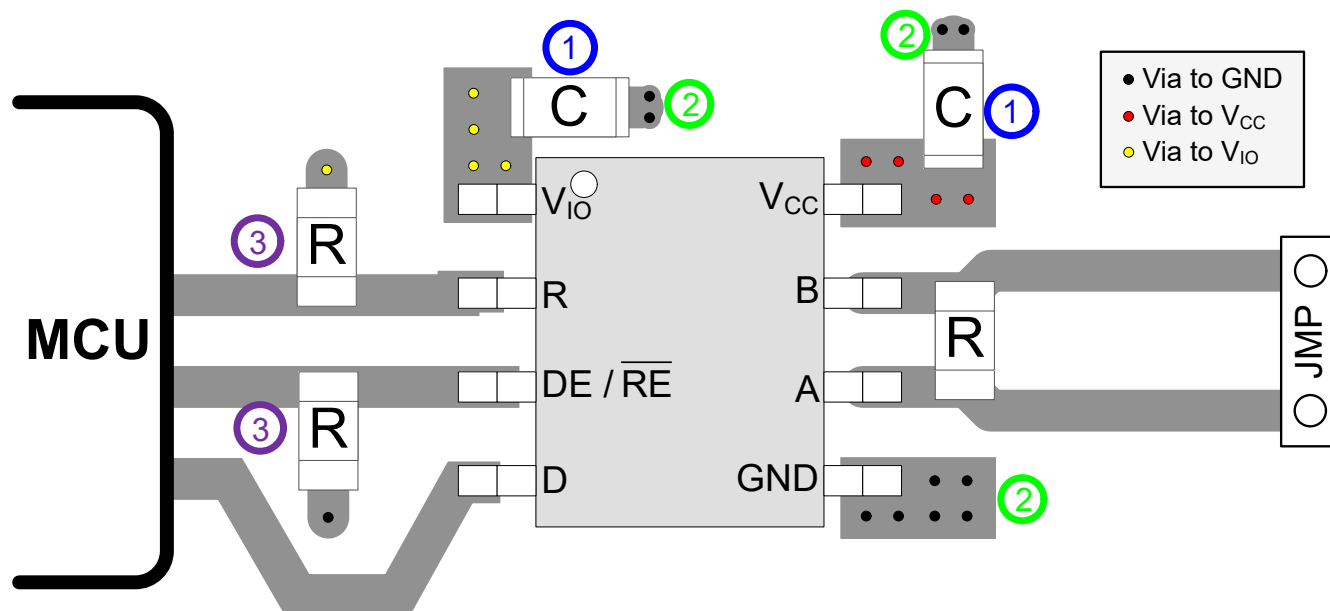 1
2
C
2
C
1
Via to GND
Via to VCC
Via to VIO
VIO
VCC
3
R
R
B
MCU
R
JMP
DE / R̅E̅
A
3
R
D
GND
2